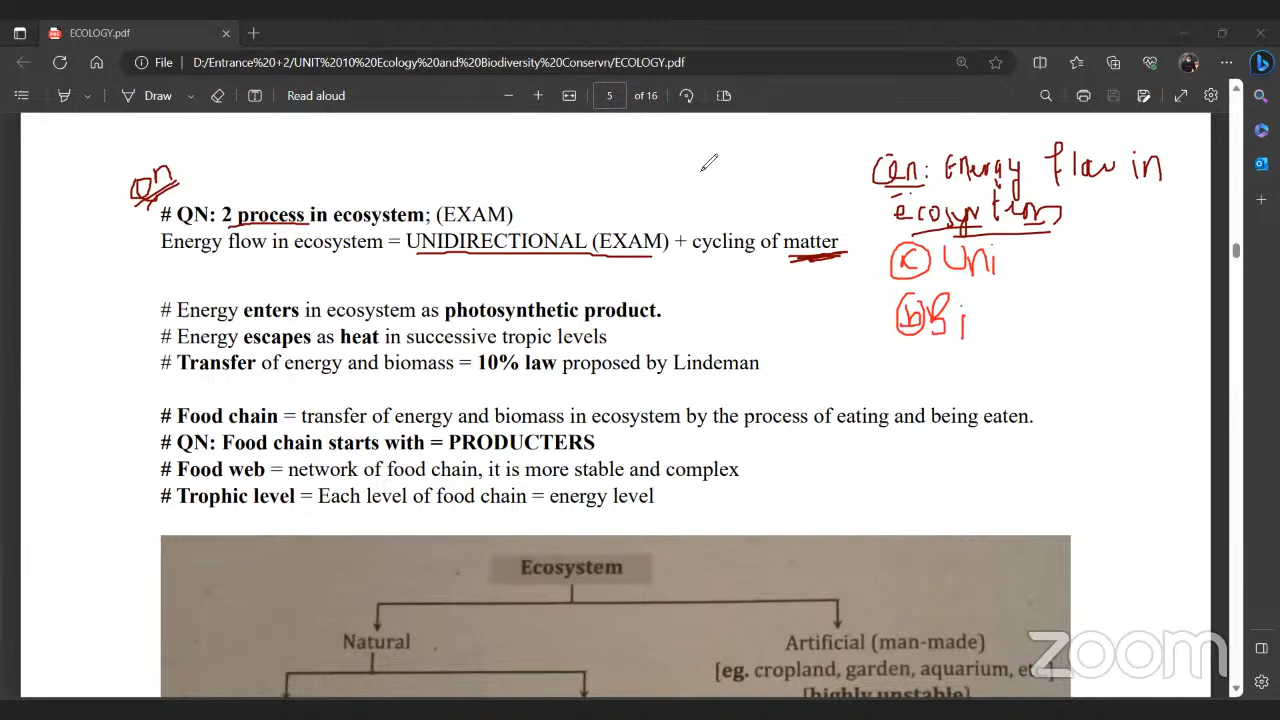 ECOLOGY.pdf
File D:/Entrance%20+2/UNIT%2010%20Ecology%20and%20Biodiversity%20Conservn/ECOLOGY.pdf
Draw Read aloud 5 of 16
Qn
# QN: 2 process in ecosystem; (EXAM)
Energy flow in ecosystem = UNIDIRECTIONAL (EXAM) + cycling of matter
Qn: Energy flow in
ecosystem
Uni
b Bi
# Energy enters in ecosystem as photosynthetic product.
# Energy escapes as heat in successive tropic levels
# Transfer of energy and biomass = 10% law proposed by Lindeman
# Food chain = transfer of energy and biomass in ecosystem by the process of eating and being eaten.
# QN: Food chain starts with = PRODUCTERS
# Food web = network of food chain, it is more stable and complex
# Trophic level = Each level of food chain = energy level
Ecosystem
Natural
Artificial (man-made)
[eg. cropland, garden, aquarium, etc.]
[highly unstable]
zoom